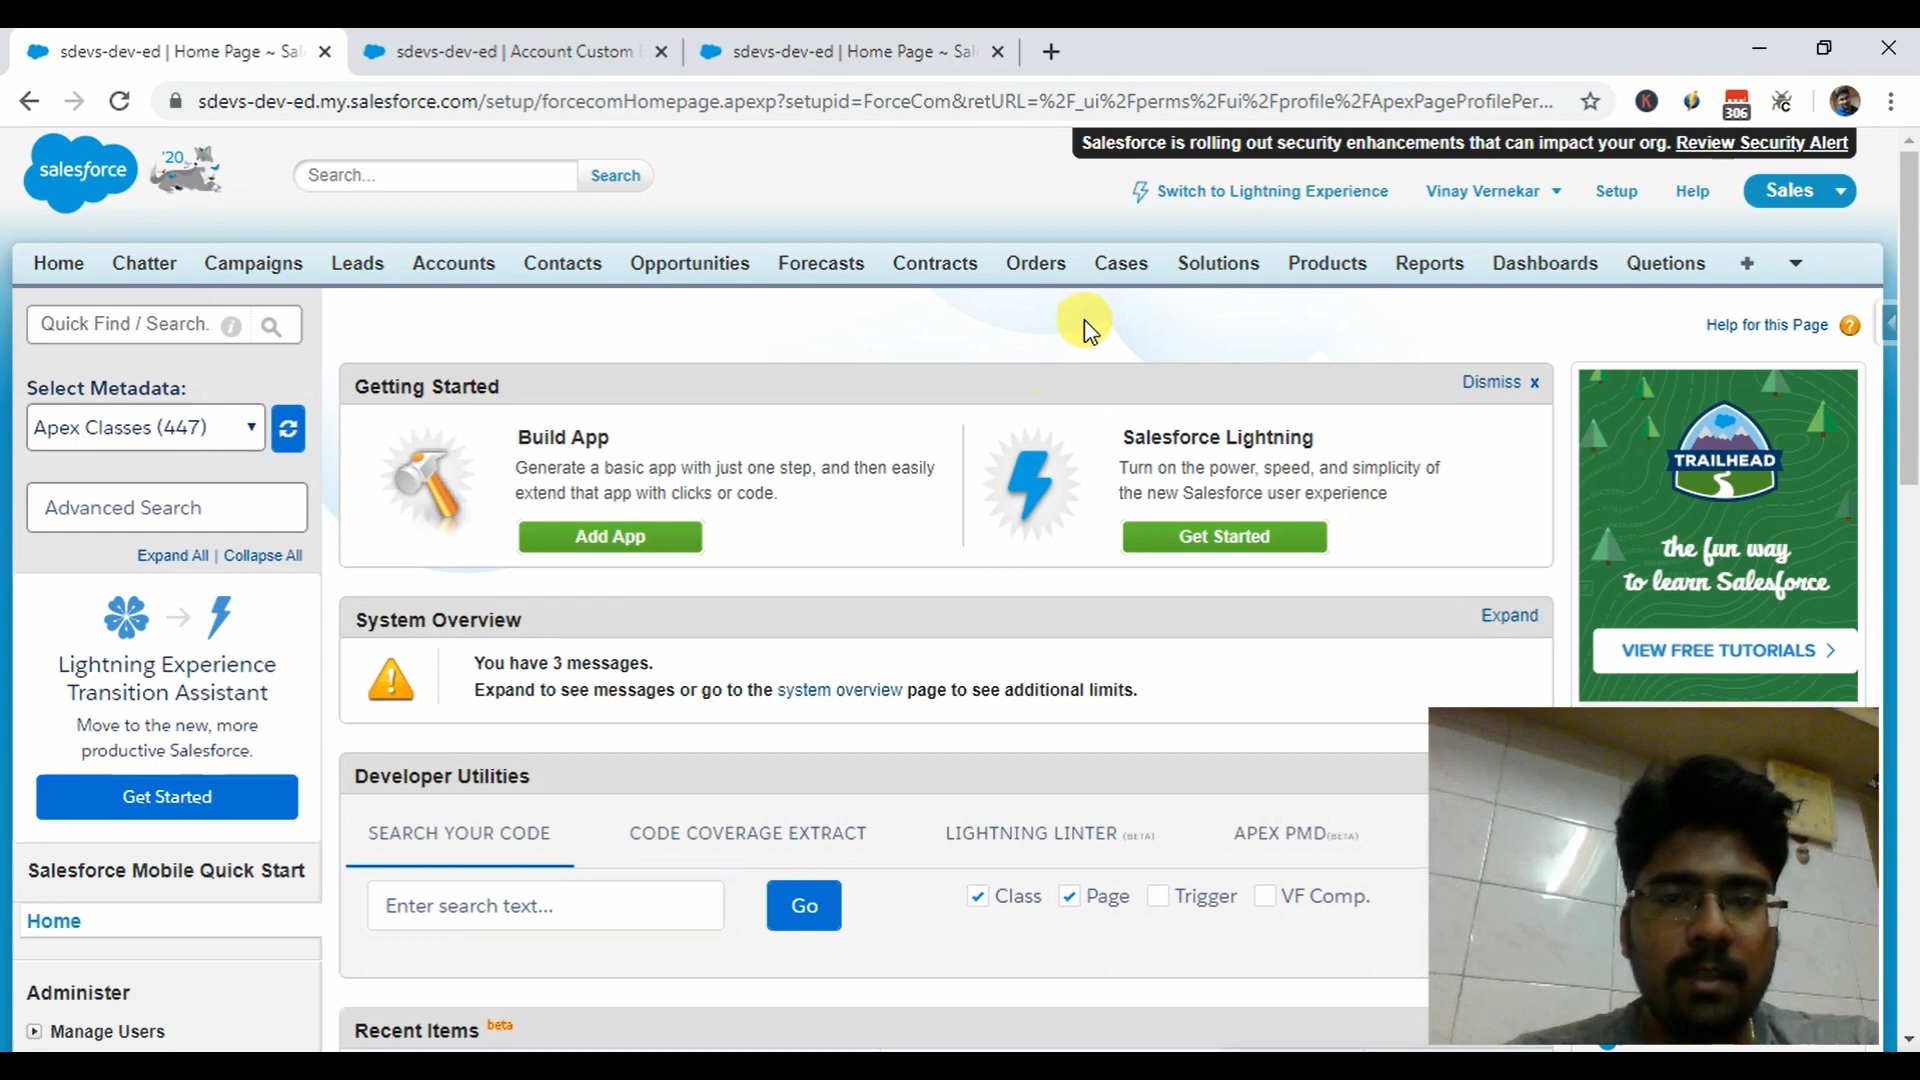 sdevs-dev-ed | Home Page ~ Sal
sdevs-dev-ed | Account Custom
sdevs-dev-ed | Home Page ~ Sal
sdevs-dev-ed.my.salesforce.com/setup/forcecomHomepage.apexp?setupid=ForceCom&retURL=%2F_ui%2Fperms%2Fui%2Fprofile%2FApexPageProfilePer...
K
306
Salesforce is rolling out security enhancements that can impact your org. Review Security Alert
salesforce
'20
Search...
Search
Switch to Lightning Experience
Vinay Vernekar
Setup
Help
Sales
Home
Chatter
Campaigns
Leads
Accounts
Contacts
Opportunities
Forecasts
Contracts
Orders
Cases
Solutions
Products
Reports
Dashboards
Quetions
+
Quick Find / Search.
Select Metadata:
Apex Classes (447)
Advanced Search
Expand All | Collapse All
Lightning Experience
Transition Assistant
Move to the new, more
productive Salesforce.
Get Started
Salesforce Mobile Quick Start
Home
Administer
Manage Users
Help for this Page
Getting Started
Dismiss x
Build App
Generate a basic app with just one step, and then easily
extend that app with clicks or code.
Add App
Salesforce Lightning
Turn on the power, speed, and simplicity of
the new Salesforce user experience
Get Started
System Overview
Expand
You have 3 messages.
Expand to see messages or go to the system overview page to see additional limits.
Developer Utilities
SEARCH YOUR CODE
CODE COVERAGE EXTRACT
LIGHTNING LINTER (BETA)
APEX PMD(BETA)
Enter search text...
Go
Class
Page
Trigger
VF Comp.
Recent Items beta
TRAILHEAD
the fun way
to learn Salesforce
VIEW FREE TUTORIALS